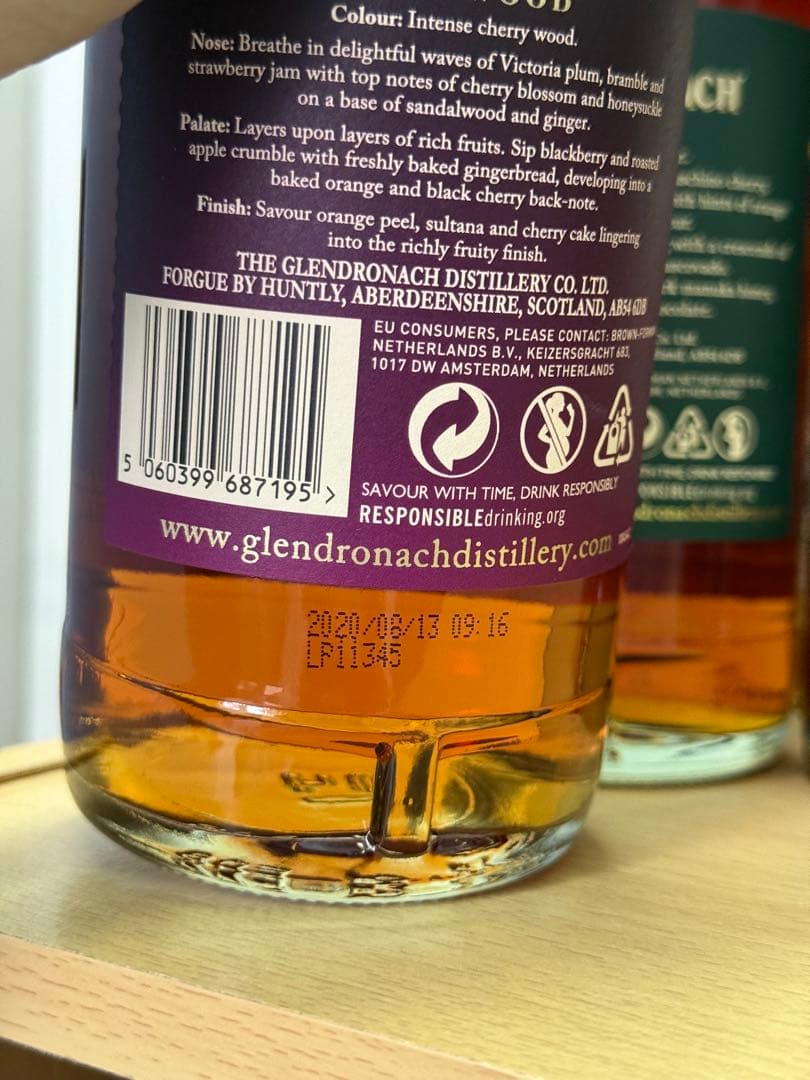 Colour: Intense cherry wood.
Nose: Breathe in delightful waves of Victoria plum, bramble and
strawberry jam with top notes of cherry blossom and honeysuckle
on a base of sandalwood and ginger.
Palate: Layers upon layers of rich fruits. Sip blackberry and roasted
apple crumble with freshly baked gingerbread, developing into a
baked orange and black cherry back-note.
Finish: Savour orange peel, sultana and cherry cake lingering
into the richly fruity finish.
THE GLENDRONACH DISTILLERY CO. LTD.
FORGUE BY HUNTLY, ABERDEENSHIRE, SCOTLAND, AB54 6DB
EU CONSUMERS, PLEASE CONTACT: BROWN-FORMAN
NETHERLANDS B.V., KEIZERSGRACHT 683,
1017 DW AMSTERDAM, NETHERLANDS
5 060399 687195 >
SAVOUR WITH TIME, DRINK RESPONSIBLY
RESPONSIBLEdrinking.org
www.glendronachdistillery.com
2020/08/13 09:16
LP11345